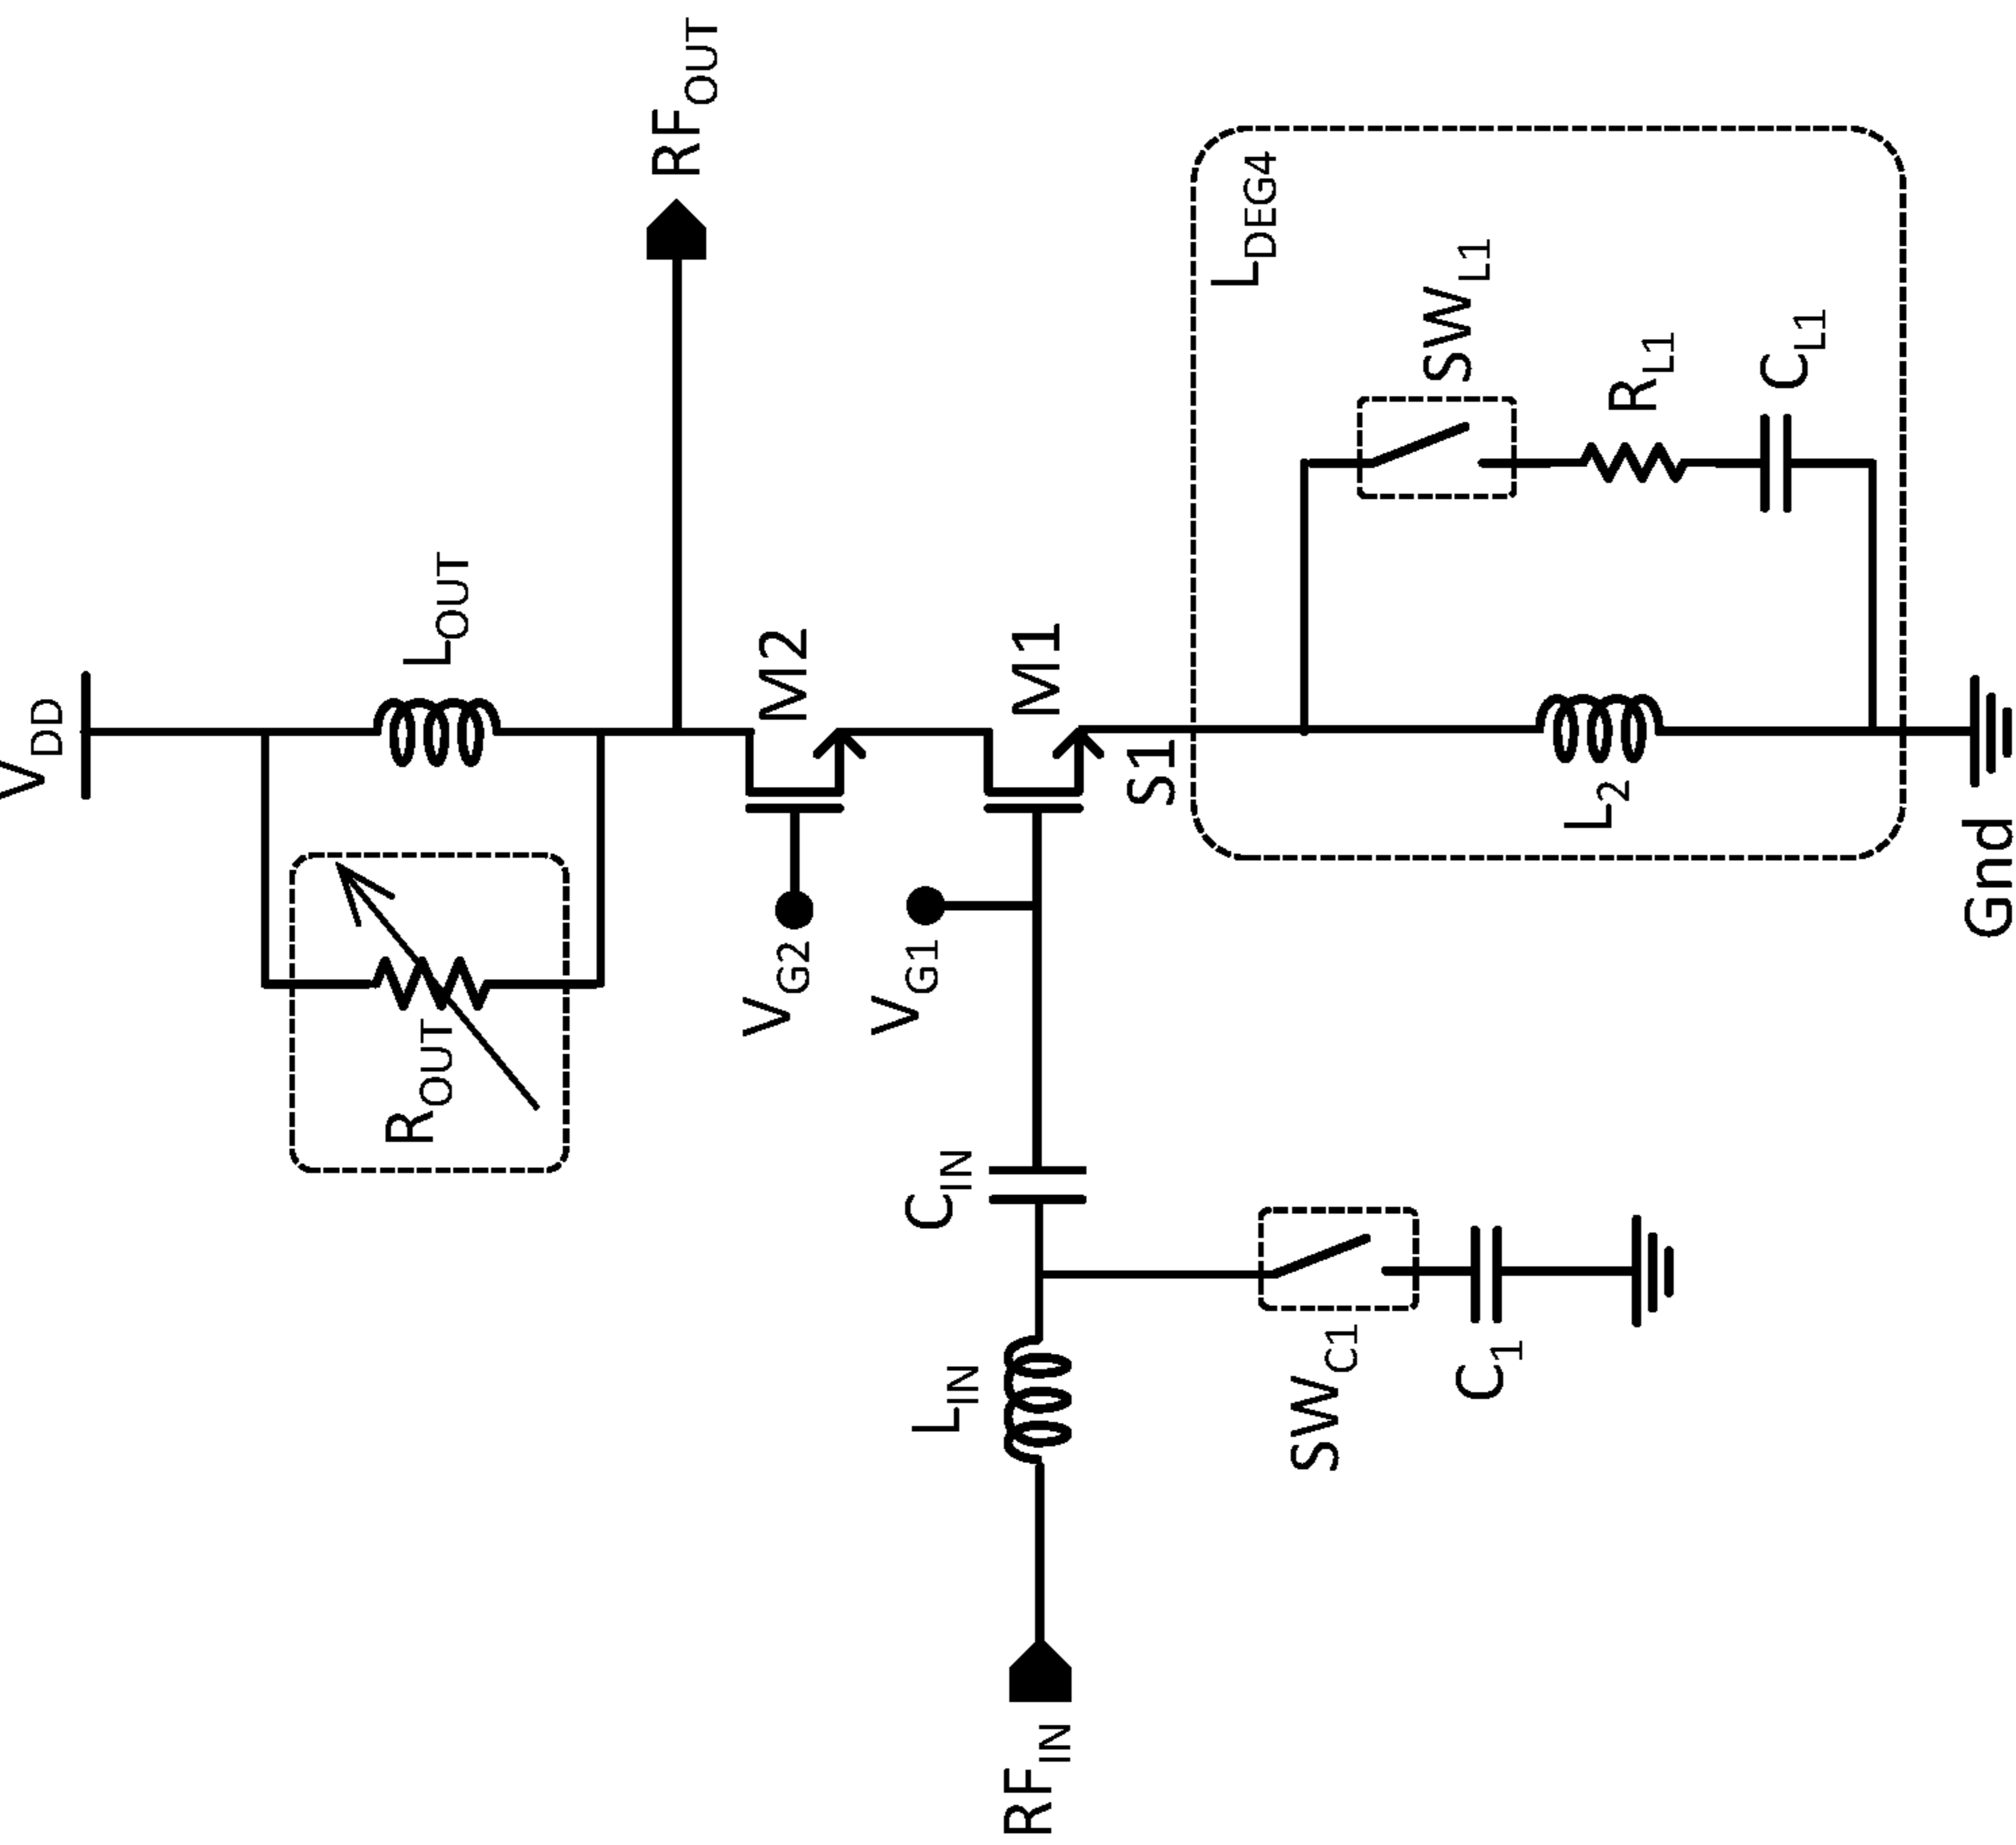 V_DD
L_OUT
R_OUT
RF_OUT
M2
V_G2
V_G1
M1
S1
C_IN
L_IN
RF_IN
SW_C1
C_1
L_DEG4
SW_L1
R_L1
C_L1
L_2
Gnd